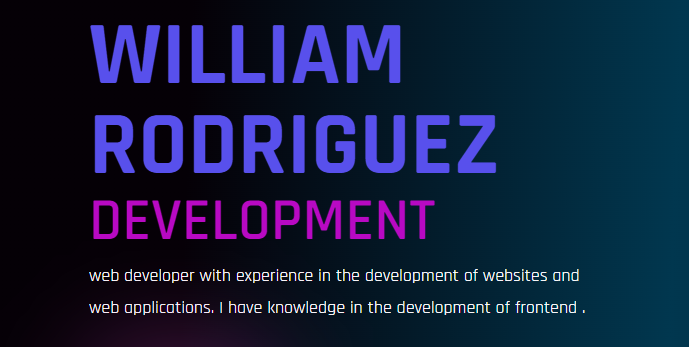 WILLIAM
RODRIGUEZ
DEVELOPMENT
web developer with experience in the development of websites and
web applications. I have knowledge in the development of frontend .